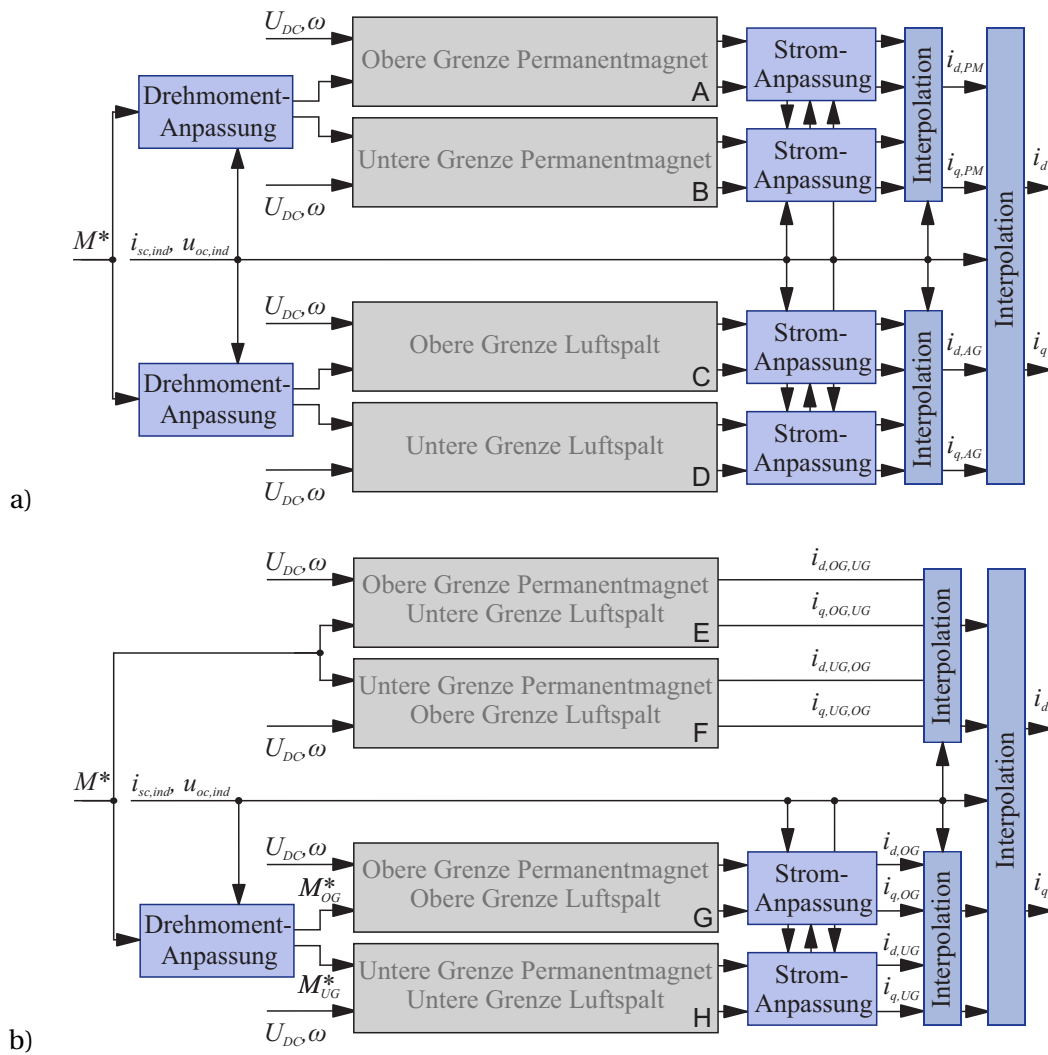 U_DC, ω
Obere Grenze Permanentmagnet
A
Strom-
Anpassung
Interpolation
i_d,PM
Drehmoment-
Anpassung
Untere Grenze Permanentmagnet
B
Strom-
Anpassung
i_q,PM
U_DC, ω
i_d
M*
i_sc,ind, u_oc,ind
Interpolation
U_DC, ω
Obere Grenze Luftspalt
C
Strom-
Anpassung
Interpolation
i_d,AG
i_q
Drehmoment-
Anpassung
Untere Grenze Luftspalt
D
Strom-
Anpassung
i_q,AG
U_DC, ω
a)
U_DC, ω
Obere Grenze Permanentmagnet
Untere Grenze Luftspalt
E
i_d,OG,UG
i_q,OG,UG
Interpolation
Untere Grenze Permanentmagnet
Obere Grenze Luftspalt
F
i_d,UG,OG
i_q,UG,OG
U_DC, ω
i_d
M*
i_sc,ind, u_oc,ind
Interpolation
U_DC, ω
Obere Grenze Permanentmagnet
Obere Grenze Luftspalt
G
Strom-
Anpassung
i_d,OG
i_q,OG
Interpolation
i_q
M*_OG
Drehmoment-
Anpassung
M*_UG
Untere Grenze Permanentmagnet
Untere Grenze Luftspalt
H
Strom-
Anpassung
i_d,UG
i_q,UG
U_DC, ω
b)